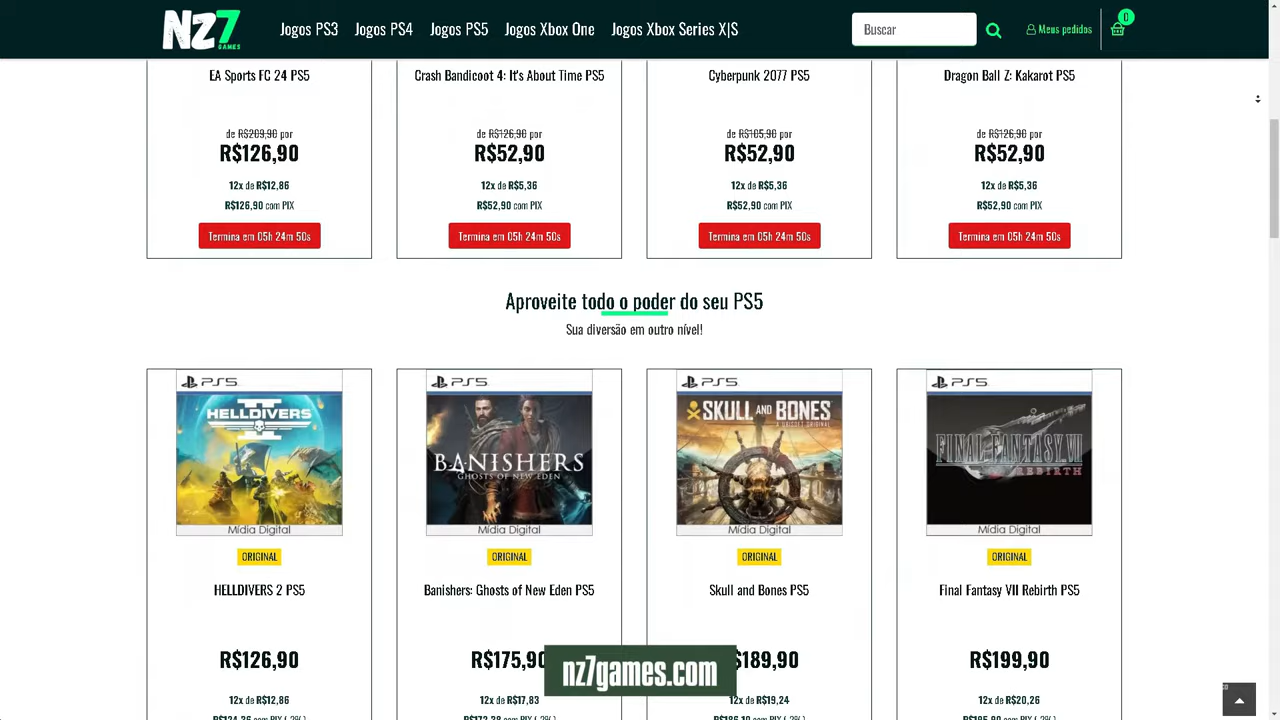 NZ7 GAMES Jogos PS3 Jogos PS4 Jogos PS5 Jogos Xbox One Jogos Xbox Series X|S Buscar Meus pedidos 0
EA Sports FC 24 PS5 Crash Bandicoot 4: It's About Time PS5 Cyberpunk 2077 PS5 Dragon Ball Z: Kakarot PS5
de R$209,90 por de R$126,90 por de R$105,90 por de R$126,90 por
R$126,90 R$52,90 R$52,90 R$52,90
12x de R$12,86 12x de R$5,36 12x de R$5,36 12x de R$5,36
R$126,90 com PIX R$52,90 com PIX R$52,90 com PIX R$52,90 com PIX
Termina em 05h 24m 50s Termina em 05h 24m 50s Termina em 05h 24m 50s Termina em 05h 24m 50s
Aproveite todo o poder do seu PS5
Sua diversão em outro nível!
PS5 PS5 PS5 PS5
HELLDIVERS II BANISHERS GHOSTS OF NEW EDEN SKULL AND BONES A UBISOFT ORIGINAL FINAL FANTASY VII REBIRTH
Mídia Digital Mídia Digital Mídia Digital Mídia Digital
ORIGINAL ORIGINAL ORIGINAL ORIGINAL
HELLDIVERS 2 PS5 Banishers: Ghosts of New Eden PS5 Skull and Bones PS5 Final Fantasy VII Rebirth PS5
R$126,90 R$175,90 $189,90 R$199,90
nz7games.com
12x de R$12,86 12x de R$17,83 12x de R$19,24 12x de R$20,26